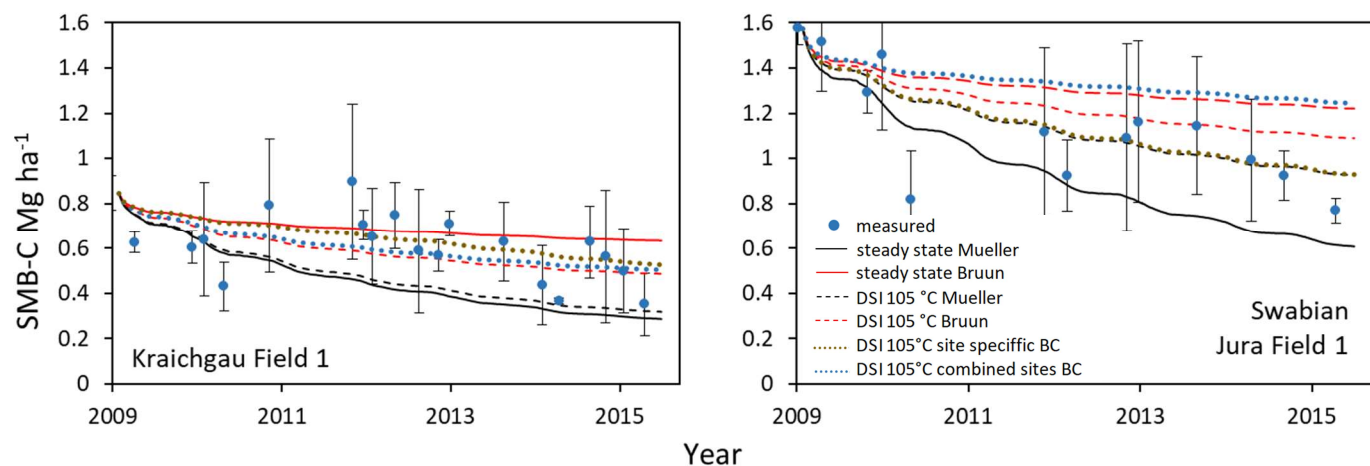 SMB-C Mg ha-1
1.6
1.4
1.2
1
0.8
0.6
0.4
0.2
0
Kraichgau Field 1
2009
2011
2013
2015
1.6
1.4
1.2
1
0.8
0.6
0.4
0.2
0
measured
steady state Mueller
steady state Bruun
DSI 105 °C Mueller
DSI 105 °C Bruun
DSI 105°C site speciffic BC
DSI 105°C combined sites BC
Swabian
Jura Field 1
2009
2011
2013
2015
Year